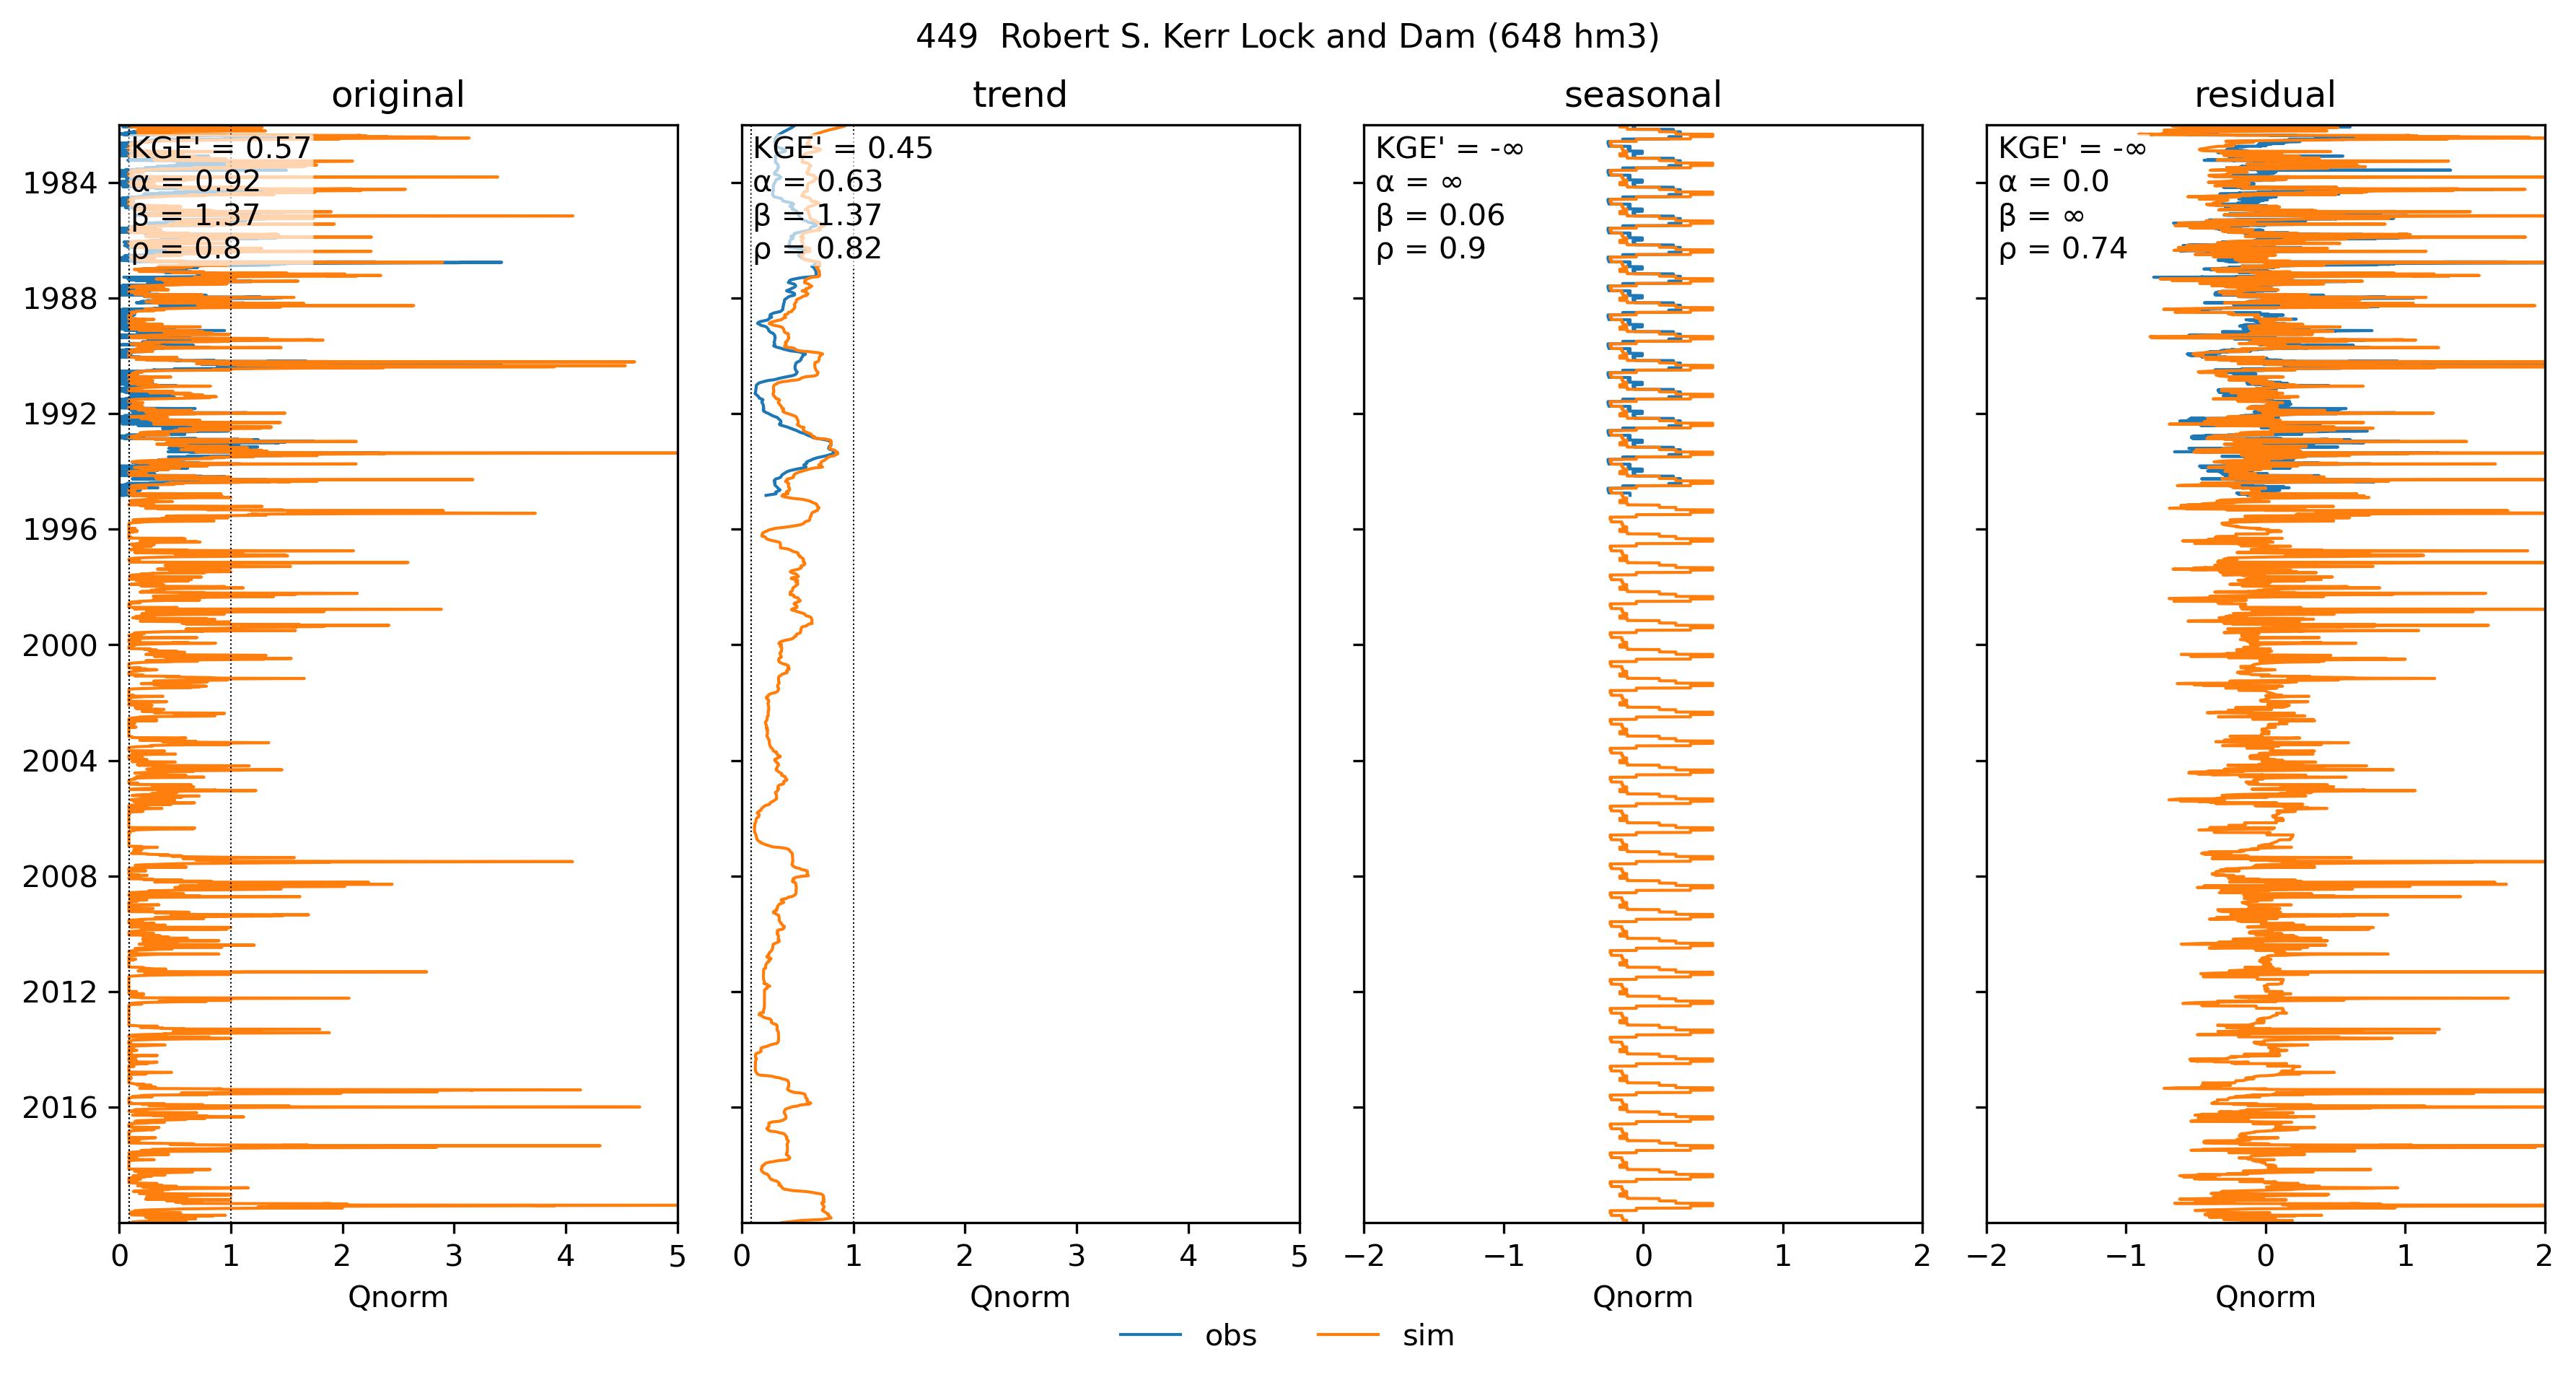 449  Robert S. Kerr Lock and Dam (648 hm3)
original
trend
seasonal
residual
KGE' = 0.57
α = 0.92
β = 1.37
ρ = 0.8
KGE' = 0.45
α = 0.63
β = 1.37
ρ = 0.82
KGE' = -∞
α = ∞
β = 0.06
ρ = 0.9
KGE' = -∞
α = 0.0
β = ∞
ρ = 0.74
1984
1988
1992
1996
2000
2004
2008
2012
2016
0 1 2 3 4 5
0 1 2 3 4 5
−2 −1 0 1 2
−2 −1 0 1 2
Qnorm
Qnorm
Qnorm
Qnorm
obs
sim